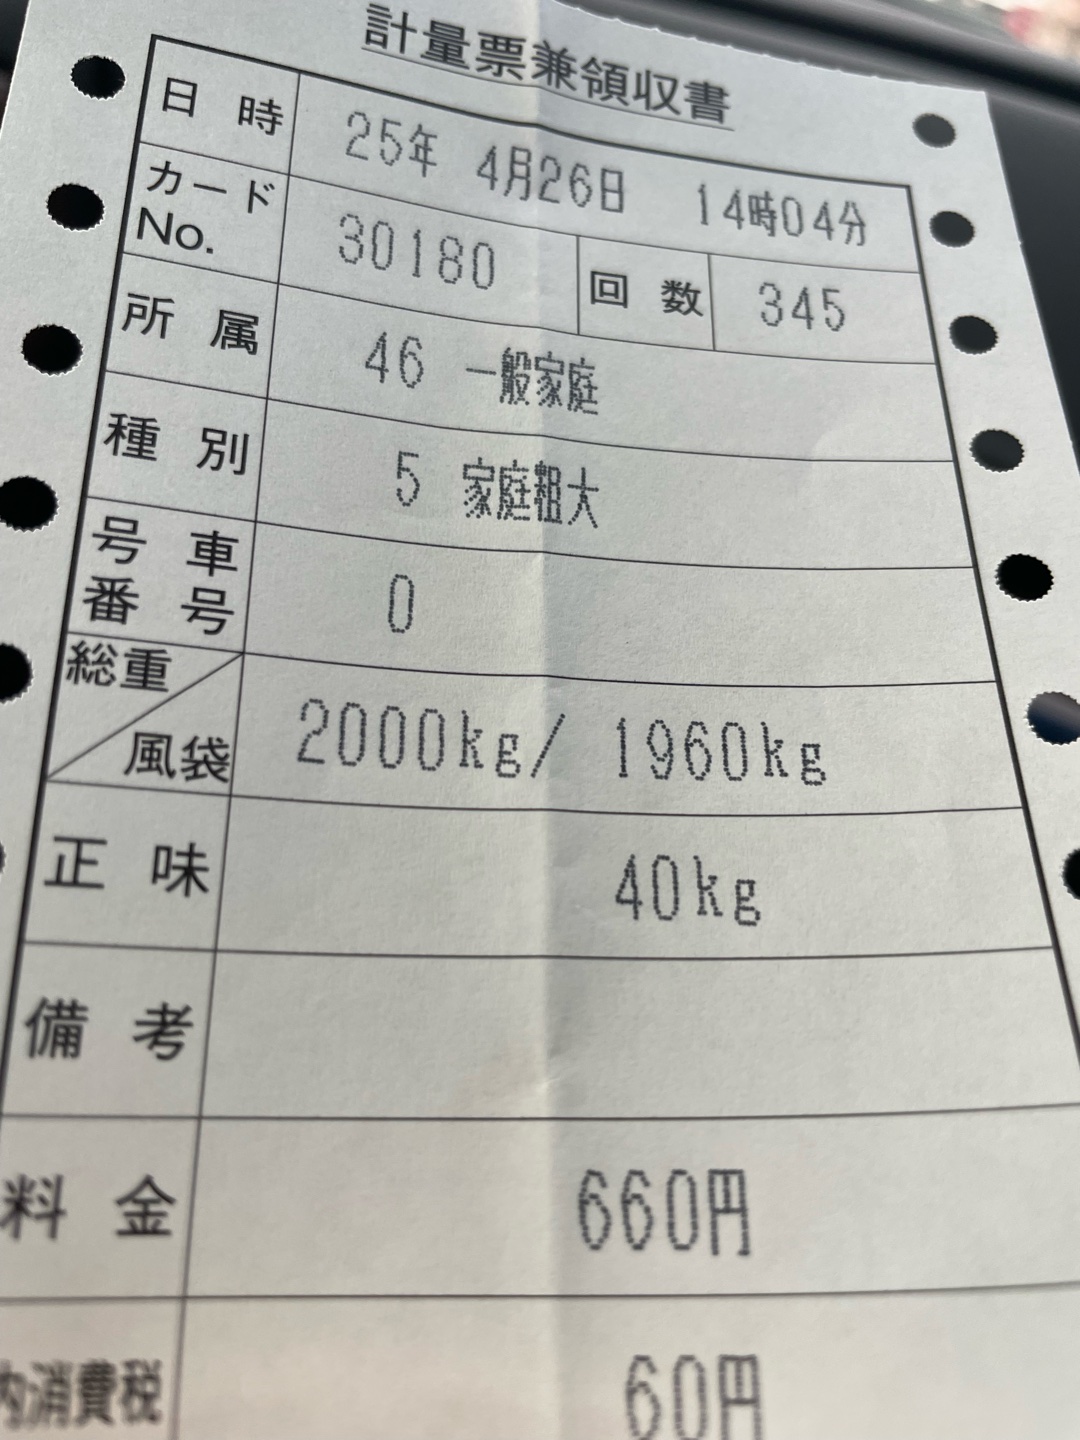 計量票兼領収書
日時 25年 4月26日 14時04分
カードNo. 30180 回数 345
所属 46 一般家庭
種別 5 家庭粗大
号車番号 0
総重/風袋 2000kg/ 1960kg
正味 40kg
備考
料金 660円
内消費税 60円